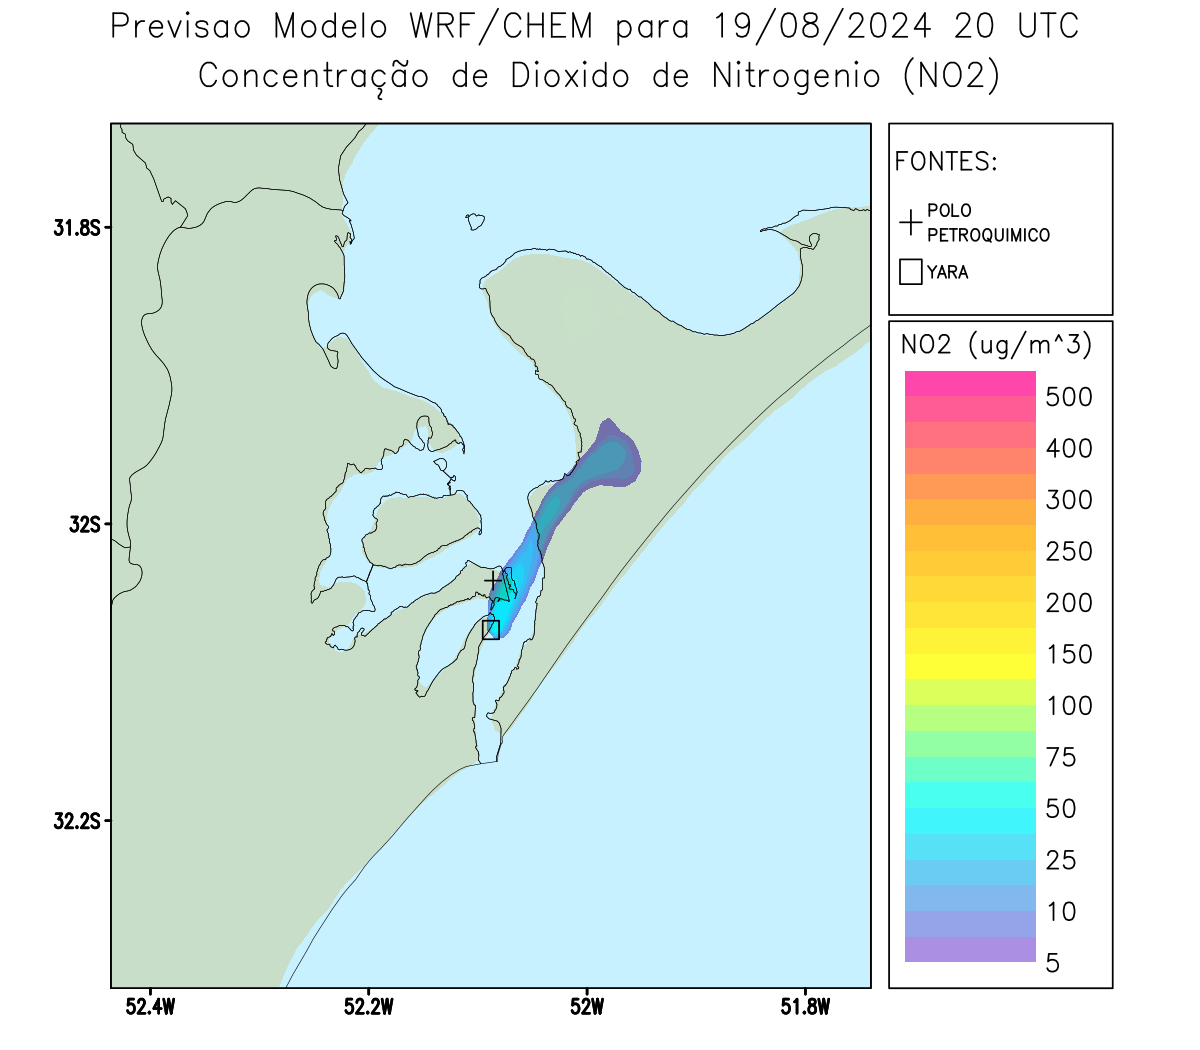 Previsao Modelo WRF/CHEM para 19/08/2024 20 UTC
Concentração de Dioxido de Nitrogenio (NO2)
FONTES:
POLO
PETROQUIMICO
YARA
31.8S
32S
32.2S
52.4W
52.2W
52W
51.8W
NO2 (ug/m^3)
500
400
300
250
200
150
100
75
50
25
10
5